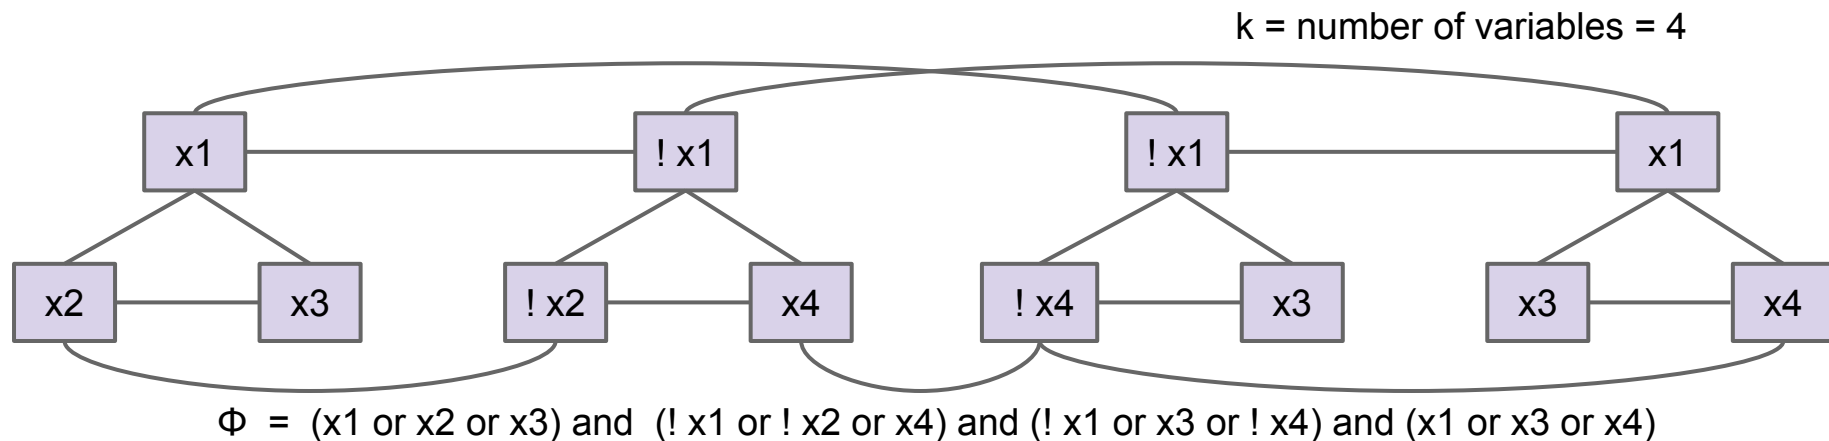 k = number of variables = 4
x1 ! x1 ! x1 x1
x2 x3 ! x2 x4 ! x4 x3 x3 x4
Φ = (x1 or x2 or x3) and (! x1 or ! x2 or x4) and (! x1 or x3 or ! x4) and (x1 or x3 or x4)